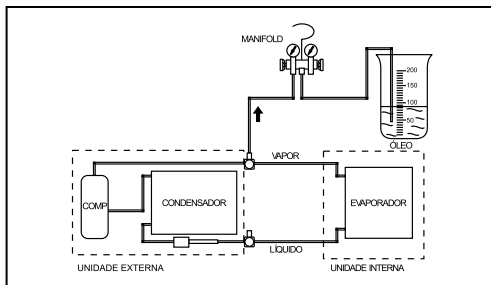 MANIFOLD
200
150
100
50
ÓLEO
VAPOR
COMP
CONDENSADOR
EVAPORADOR
LÍQUIDO
UNIDADE EXTERNA
UNIDADE INTERNA